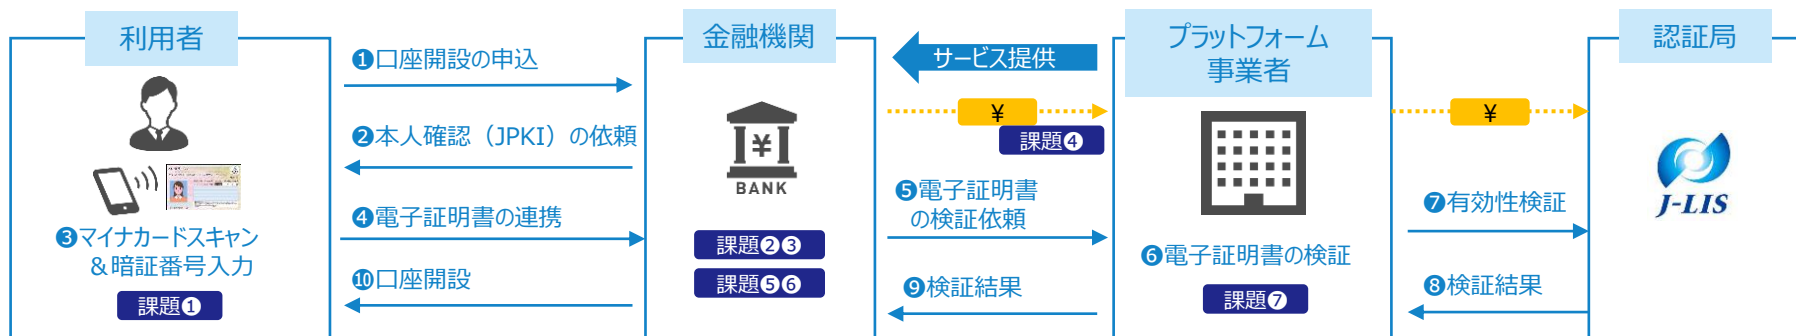 利用者
❸マイナカードスキャン
＆暗証番号入力
課題❶
❶口座開設の申込
❷本人確認（JPKI）の依頼
❹電子証明書の連携
❿口座開設
金融機関
¥
BANK
課題❷❸
課題❺❻
サービス提供
¥
課題❹
❺電子証明書
の検証依頼
❾検証結果
プラットフォーム
事業者
❻電子証明書の検証
課題❼
¥
❼有効性検証
❽検証結果
認証局
J-LIS